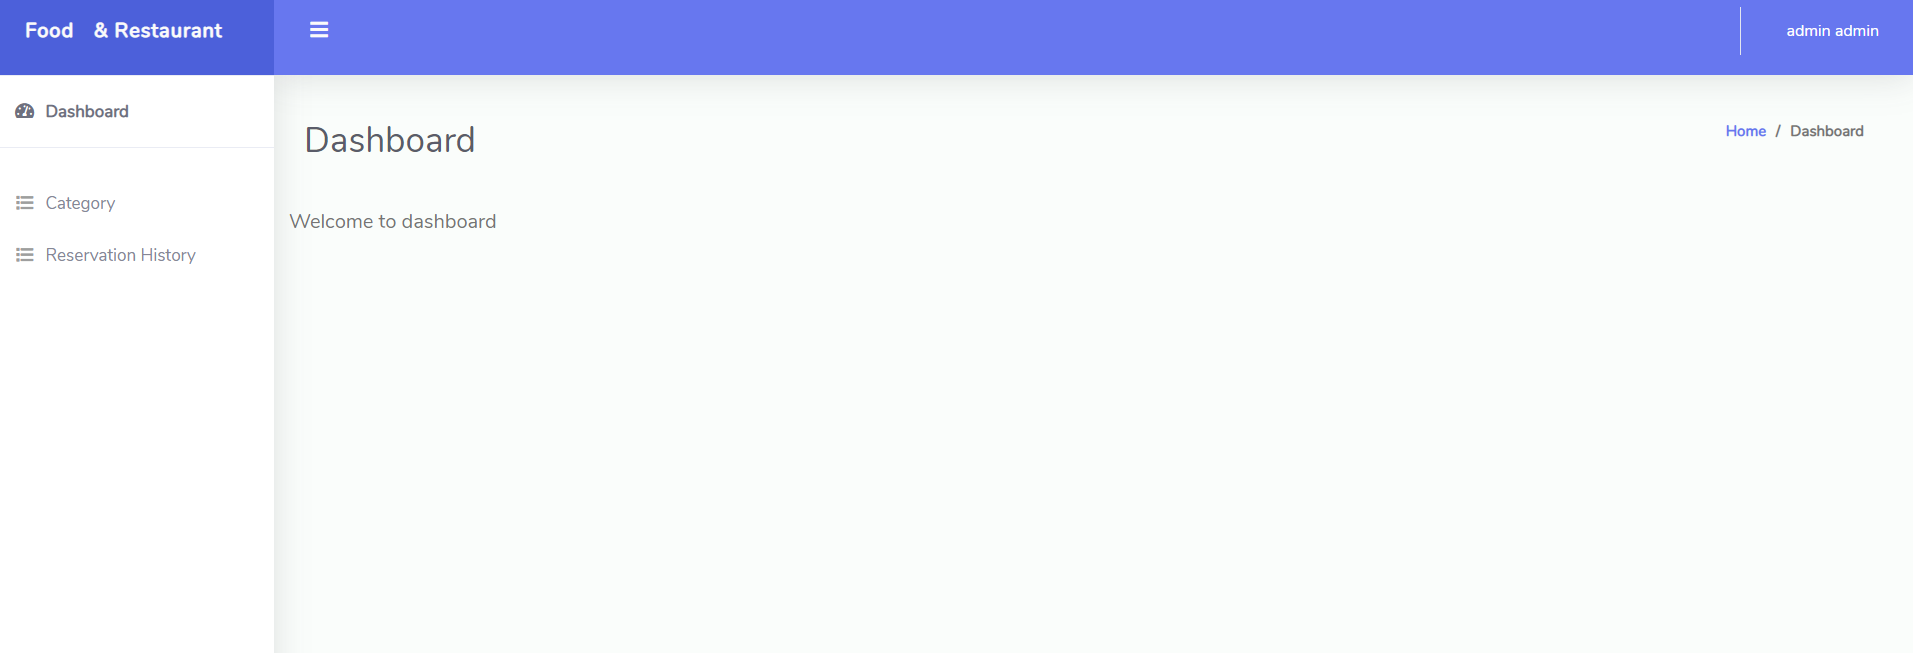 Food & Restaurant
admin admin
Dashboard
Category
Reservation History
Dashboard
Home / Dashboard
Welcome to dashboard